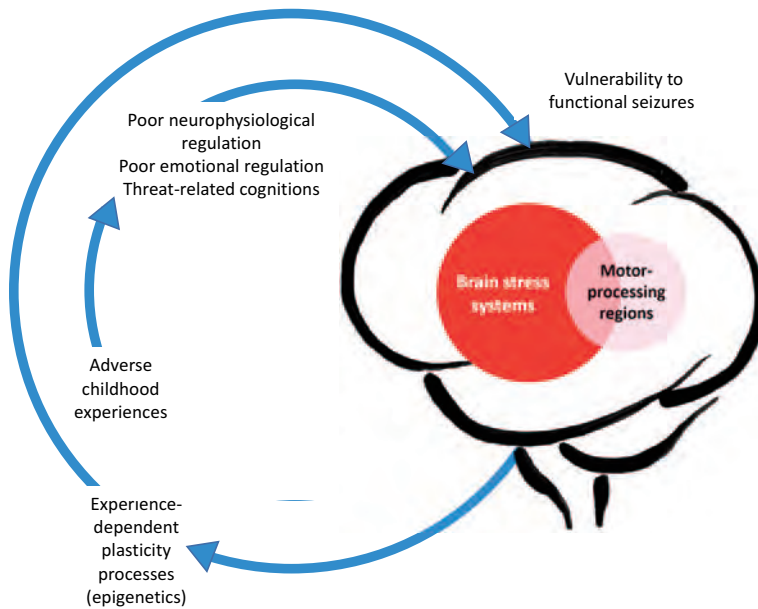 Vulnerability to
functional seizures
Poor neurophysiological
regulation
Poor emotional regulation
Threat-related cognitions
Brain stress
systems
Motor-
processing
regions
Adverse
childhood
experiences
Experience-
dependent
plasticity
processes
(epigenetics)